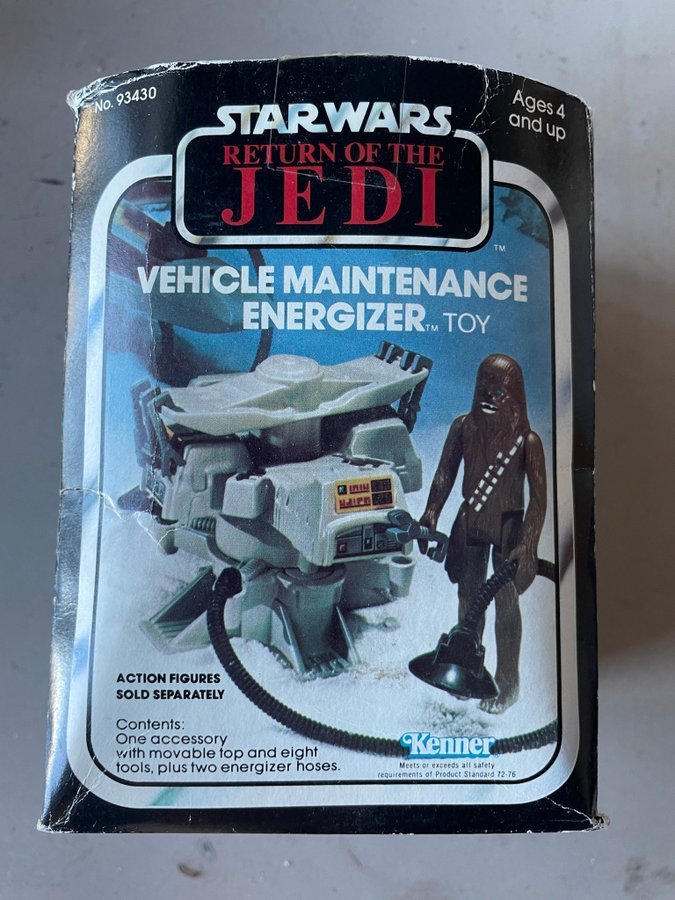 No. 93430
Ages 4
and up
STAR WARS
RETURN OF THE
JEDI
TM
VEHICLE MAINTENANCE
ENERGIZER TM TOY
ACTION FIGURES
SOLD SEPARATELY
Contents:
One accessory
with movable top and eight
tools, plus two energizer hoses.
Kenner
Meets or exceeds all safety
requirements of Product Standard 72-76